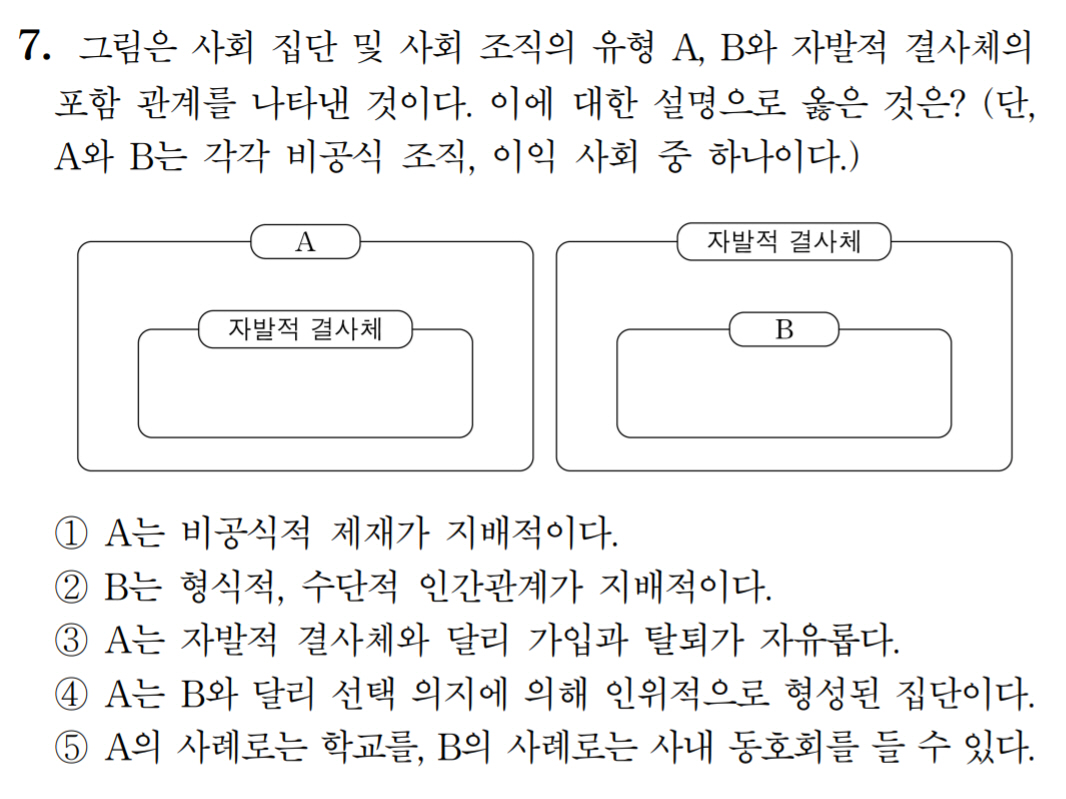 7. 그림은 사회 집단 및 사회 조직의 유형 A, B와 자발적 결사체의
포함 관계를 나타낸 것이다. 이에 대한 설명으로 옳은 것은? (단,
A와 B는 각각 비공식 조직, 이익 사회 중 하나이다.)
A
자발적 결사체
자발적 결사체
B
① A는 비공식적 제재가 지배적이다.
② B는 형식적, 수단적 인간관계가 지배적이다.
③ A는 자발적 결사체와 달리 가입과 탈퇴가 자유롭다.
④ A는 B와 달리 선택 의지에 의해 인위적으로 형성된 집단이다.
⑤ A의 사례로는 학교를, B의 사례로는 사내 동호회를 들 수 있다.